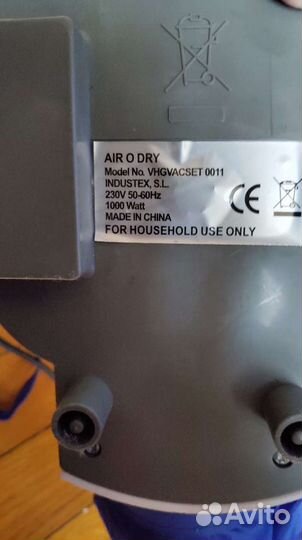 AIR O DRY
Model No. VHGVACSET 0011
INDUSTEX, S.L.
230V 50-60Hz
1000 Watt
MADE IN CHINA
FOR HOUSEHOLD USE ONLY
CE
Avito